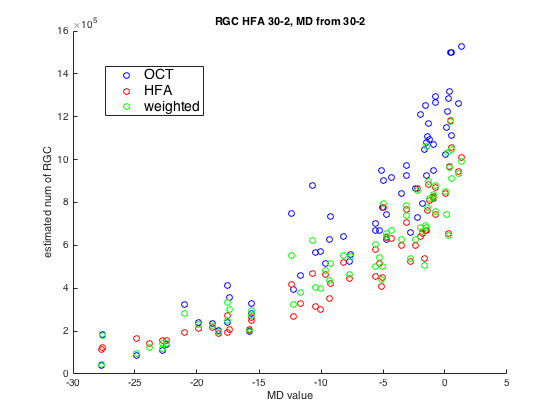 RGC HFA 30-2, MD from 30-2
×10⁵
16
14
12
10
8
6
4
2
0
estimated num of RGC
OCT
HFA
weighted
-30 -25 -20 -15 -10 -5 0 5
MD value